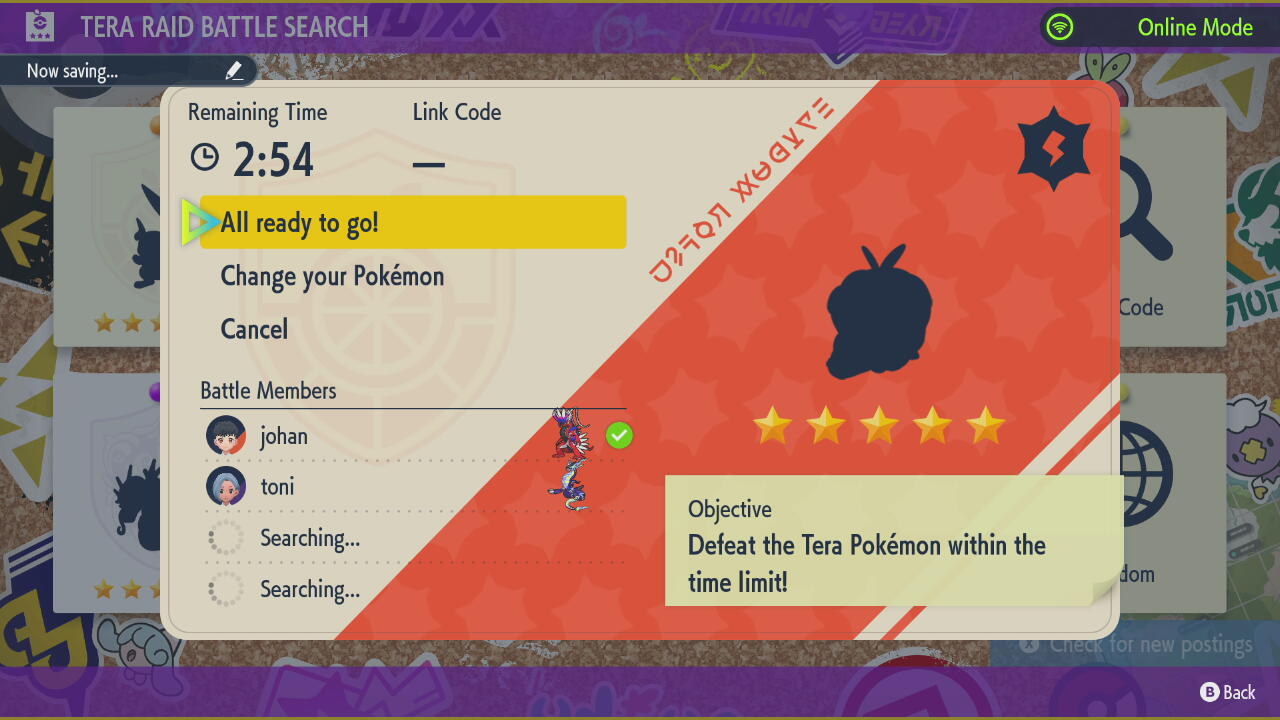 TERA RAID BATTLE SEARCH
Online Mode
Now saving...
Remaining Time
Link Code
2:54
—
All ready to go!
Change your Pokémon
Cancel
Battle Members
johan
toni
Searching...
Searching...
Objective
Defeat the Tera Pokémon within the
time limit!
Code
dom
X Check for new postings
B Back